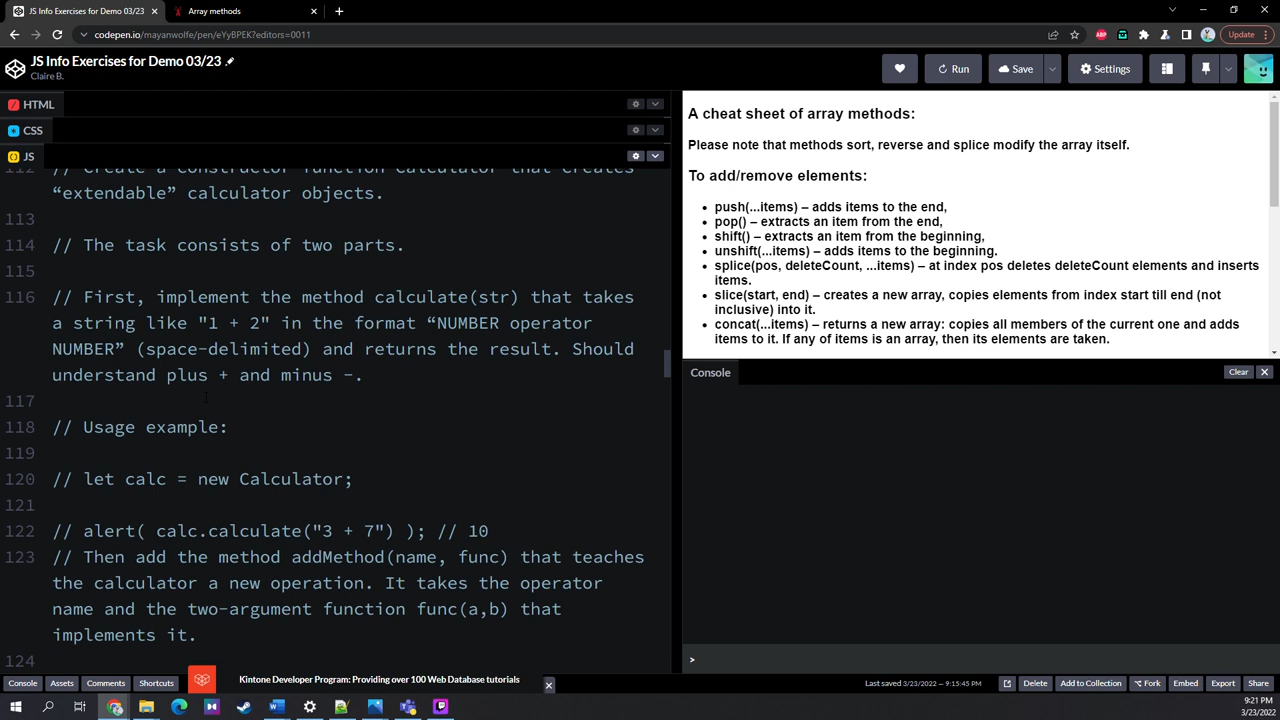 JS Info Exercises for Demo 03/23
Array methods
codepen.io/mayanwolfe/pen/eYyBPEK?editors=0011
Update
JS Info Exercises for Demo 03/23
Claire B.
Run
Save
Settings
HTML
CSS
JS
112 // Create a constructor function Calculator that creates
“extendable” calculator objects.
113
114 // The task consists of two parts.
115
116 // First, implement the method calculate(str) that takes
a string like "1 + 2" in the format “NUMBER operator
NUMBER” (space-delimited) and returns the result. Should
understand plus + and minus -.
117
118 // Usage example:
119
120 // let calc = new Calculator;
121
122 // alert( calc.calculate("3 + 7") ); // 10
123 // Then add the method addMethod(name, func) that teaches
the calculator a new operation. It takes the operator
name and the two-argument function func(a,b) that
implements it.
124
A cheat sheet of array methods:
Please note that methods sort, reverse and splice modify the array itself.
To add/remove elements:
• push(...items) – adds items to the end,
• pop() – extracts an item from the end,
• shift() – extracts an item from the beginning,
• unshift(...items) – adds items to the beginning.
• splice(pos, deleteCount, ...items) – at index pos deletes deleteCount elements and inserts
items.
• slice(start, end) – creates a new array, copies elements from index start till end (not
inclusive) into it.
• concat(...items) – returns a new array: copies all members of the current one and adds
items to it. If any of items is an array, then its elements are taken.
Console
Clear
>
Console
Assets
Comments
Shortcuts
Kintone Developer Program: Providing over 100 Web Database tutorials
Last saved 3/23/2022 — 9:15:45 PM
Delete
Add to Collection
Fork
Embed
Export
Share
9:21 PM
3/23/2022